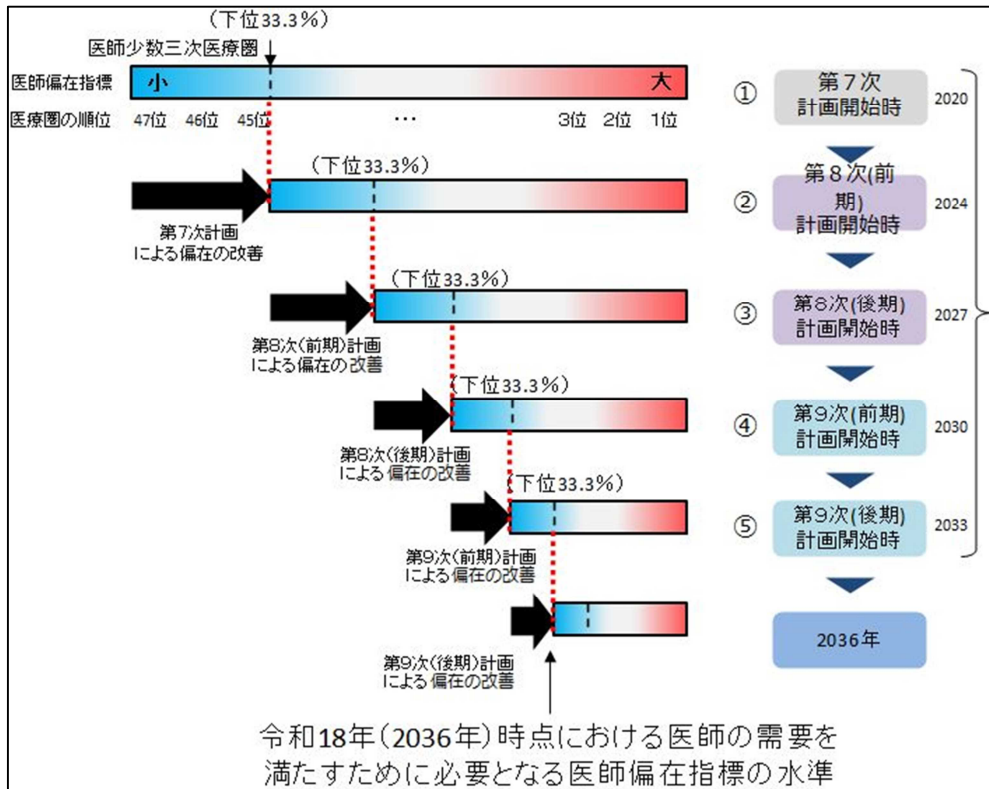 (下位33.3%)
医師少数三次医療圏
医師偏在指標
小
大
医療圏の順位
47位 46位 45位 ··· 3位 2位 1位
① 第7次
計画開始時
2020
(下位33.3%)
第7次計画
による偏在の改善
② 第8次(前
期)
計画開始時
2024
(下位33.3%)
第8次(前期)計画
による偏在の改善
③ 第8次(後期)
計画開始時
2027
(下位33.3%)
第8次(後期)計画
による偏在の改善
④ 第9次(前期)
計画開始時
2030
(下位33.3%)
第9次(前期)計画
による偏在の改善
⑤ 第9次(後期)
計画開始時
2033
第9次(後期)計画
による偏在の改善
2036年
令和18年(2036年)時点における医師の需要を
満たすために必要となる医師偏在指標の水準